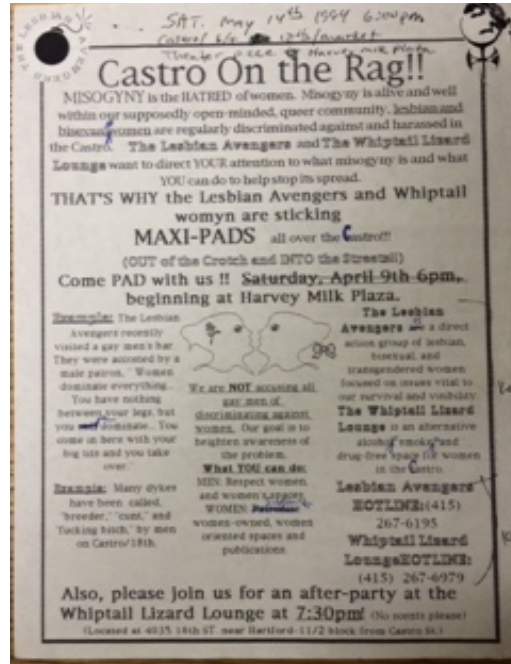 THE LESBIAN AVENGERS
SAT. May 14th 1994 6:00pm
Castro b/c 17th/market
Theater piece @ Harvey milk plaza
Castro On the Rag!!
MISOGYNY is the HATRED of women. Misogyny is alive and well
within our supposedly open-minded, queer community, lesbian and
bisexual women are regularly discriminated against and harassed in
the Castro. The Lesbian Avengers and The Whiptail Lizard
Lounge want to direct YOUR attention to what misogyny is and what
YOU can do to help stop its spread.
THAT'S WHY the Lesbian Avengers and Whiptail
womyn are sticking
MAXI-PADS all over the Castro!!!
(OUT of the Crotch and INTO the Streets!!)
Come PAD with us !! Saturday, April 9th 6pm,
beginning at Harvey Milk Plaza.
Example: The Lesbian
Avengers recently
visited a gay men's bar.
They were accosted by a
male patron, "Women
dominate everything..
You have nothing
between your legs, but
you dominate.. You
come in here with your
big tits and you take
over."
Example: Many dykes
have been called,
"breeder," "cunt," and
"fucking bitch," by men
on Castro/18th.
We are NOT accusing all
gay men of
discriminating against
women. Our goal is to
heighten awareness of
the problem.
What YOU can do:
MEN: Respect women,
and women's spaces
WOMEN:
women-owned, women
oriented spaces and
publications.
The Lesbian
Avengers a direct
action group of lesbian,
bisexual, and
transgendered women
focused on issues vital to
our survival and visibility.
The Whiptail Lizard
Lounge is an alternative
alcohol, smoke, and
drug-free space for women
in the Castro.
Lesbian Avengers
HOTLINE:(415)
267-6195
Whiptail Lizard
LoungeHOTLINE:
(415) 267-6979
Also, please join us for an after-party at the
Whiptail Lizard Lounge at 7:30pm! (No scents please)
(Located at 4035 18th ST. near Hartford-11/2 block from Castro St.)